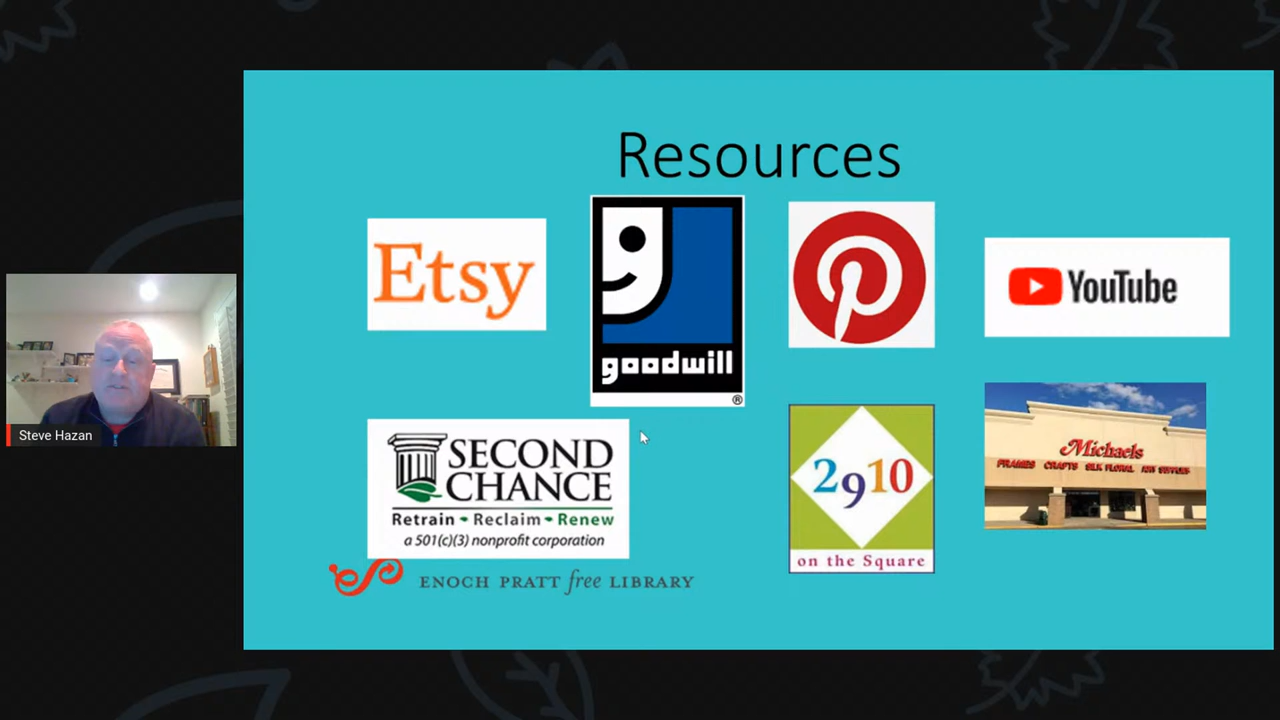 Resources
Etsy
goodwill
®
YouTube
SECOND
CHANCE
Retrain - Reclaim - Renew
a 501(c)(3) nonprofit corporation
2910
on the Square
Michaels
FRAMES CRAFTS SILK FLORAL ART SUPPLIES
ENOCH PRATT free LIBRARY
Steve Hazan